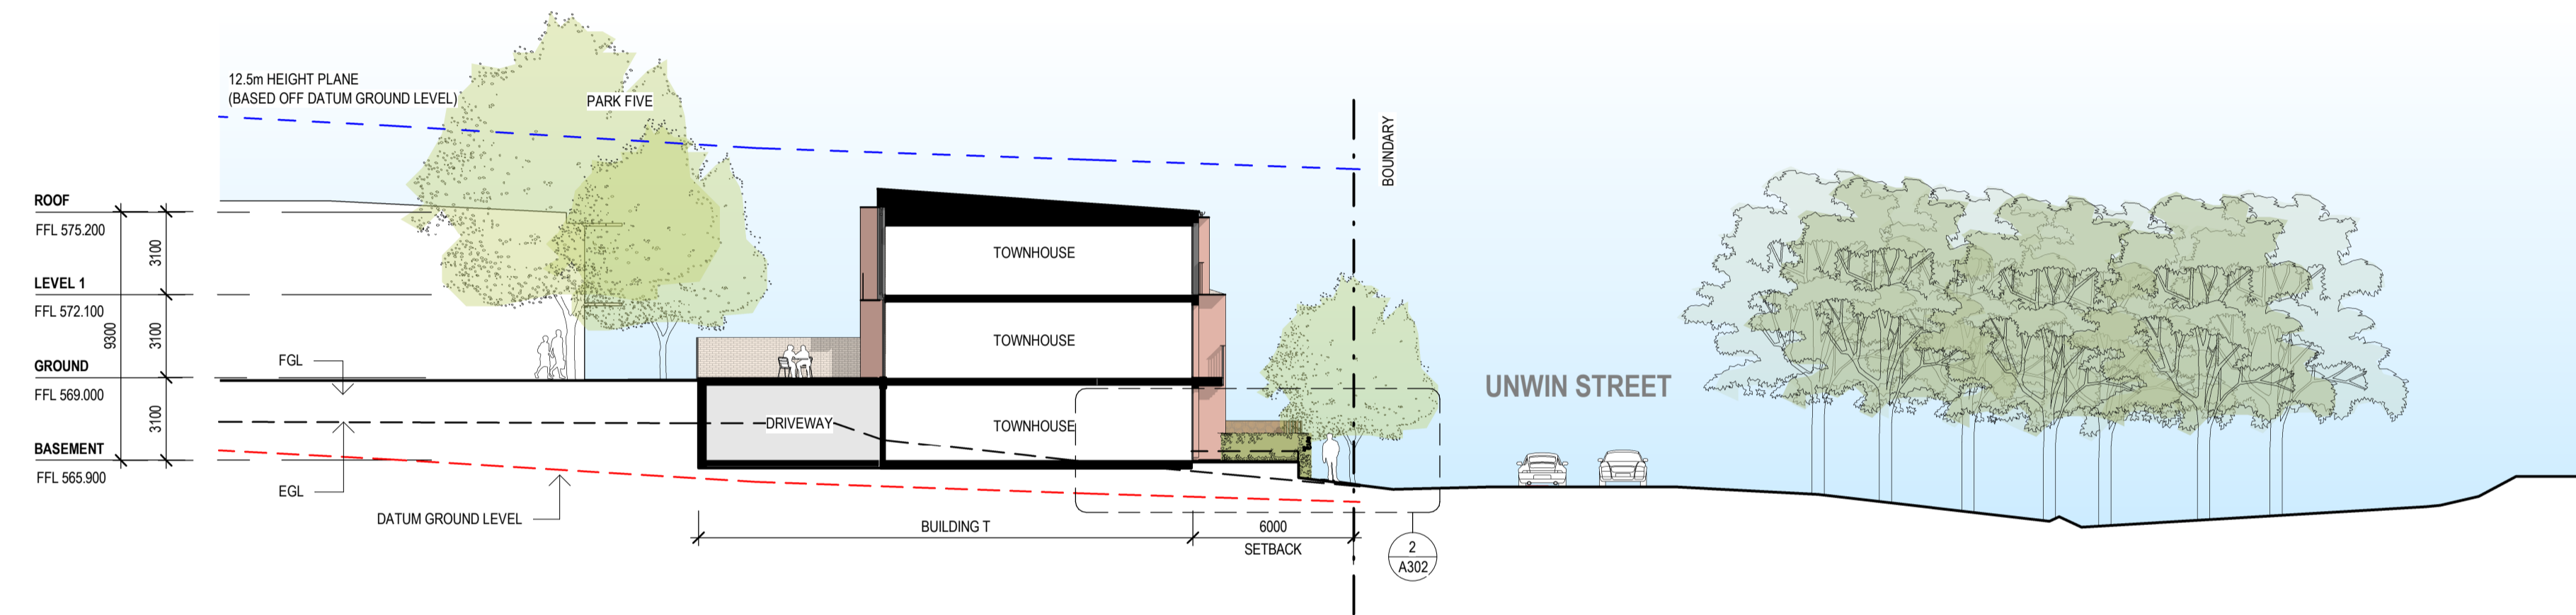 12.5m HEIGHT PLANE
(BASED OFF DATUM GROUND LEVEL)
PARK FIVE
BOUNDARY
ROOF
FFL 575.200
3100
TOWNHOUSE
LEVEL 1
FFL 572.100
9300
3100
TOWNHOUSE
FGL
GROUND
FFL 569.000
UNWIN STREET
3100
DRIVEWAY
TOWNHOUSE
BASEMENT
FFL 565.900
EGL
DATUM GROUND LEVEL
BUILDING T
6000
SETBACK
2
A302